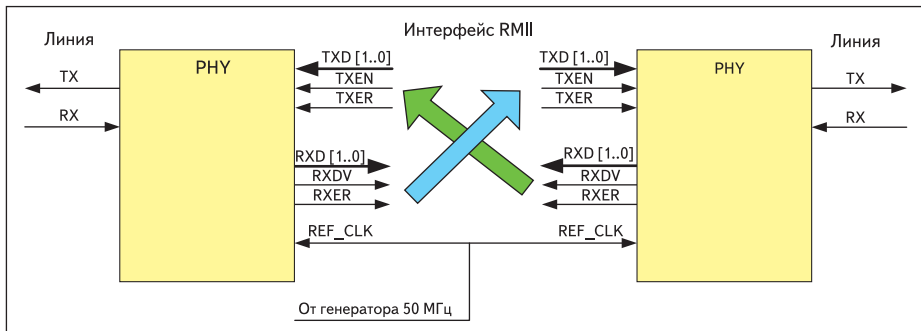 Интерфейс RMII
Линия
Линия
PHY
PHY
TXD [1..0]
TXD [1..0]
TX
TXEN
TXEN
TX
TXER
TXER
RX
RX
RXD [1..0]
RXD [1..0]
RXDV
RXDV
RXER
RXER
REF_CLK
REF_CLK
От генератора 50 МГц